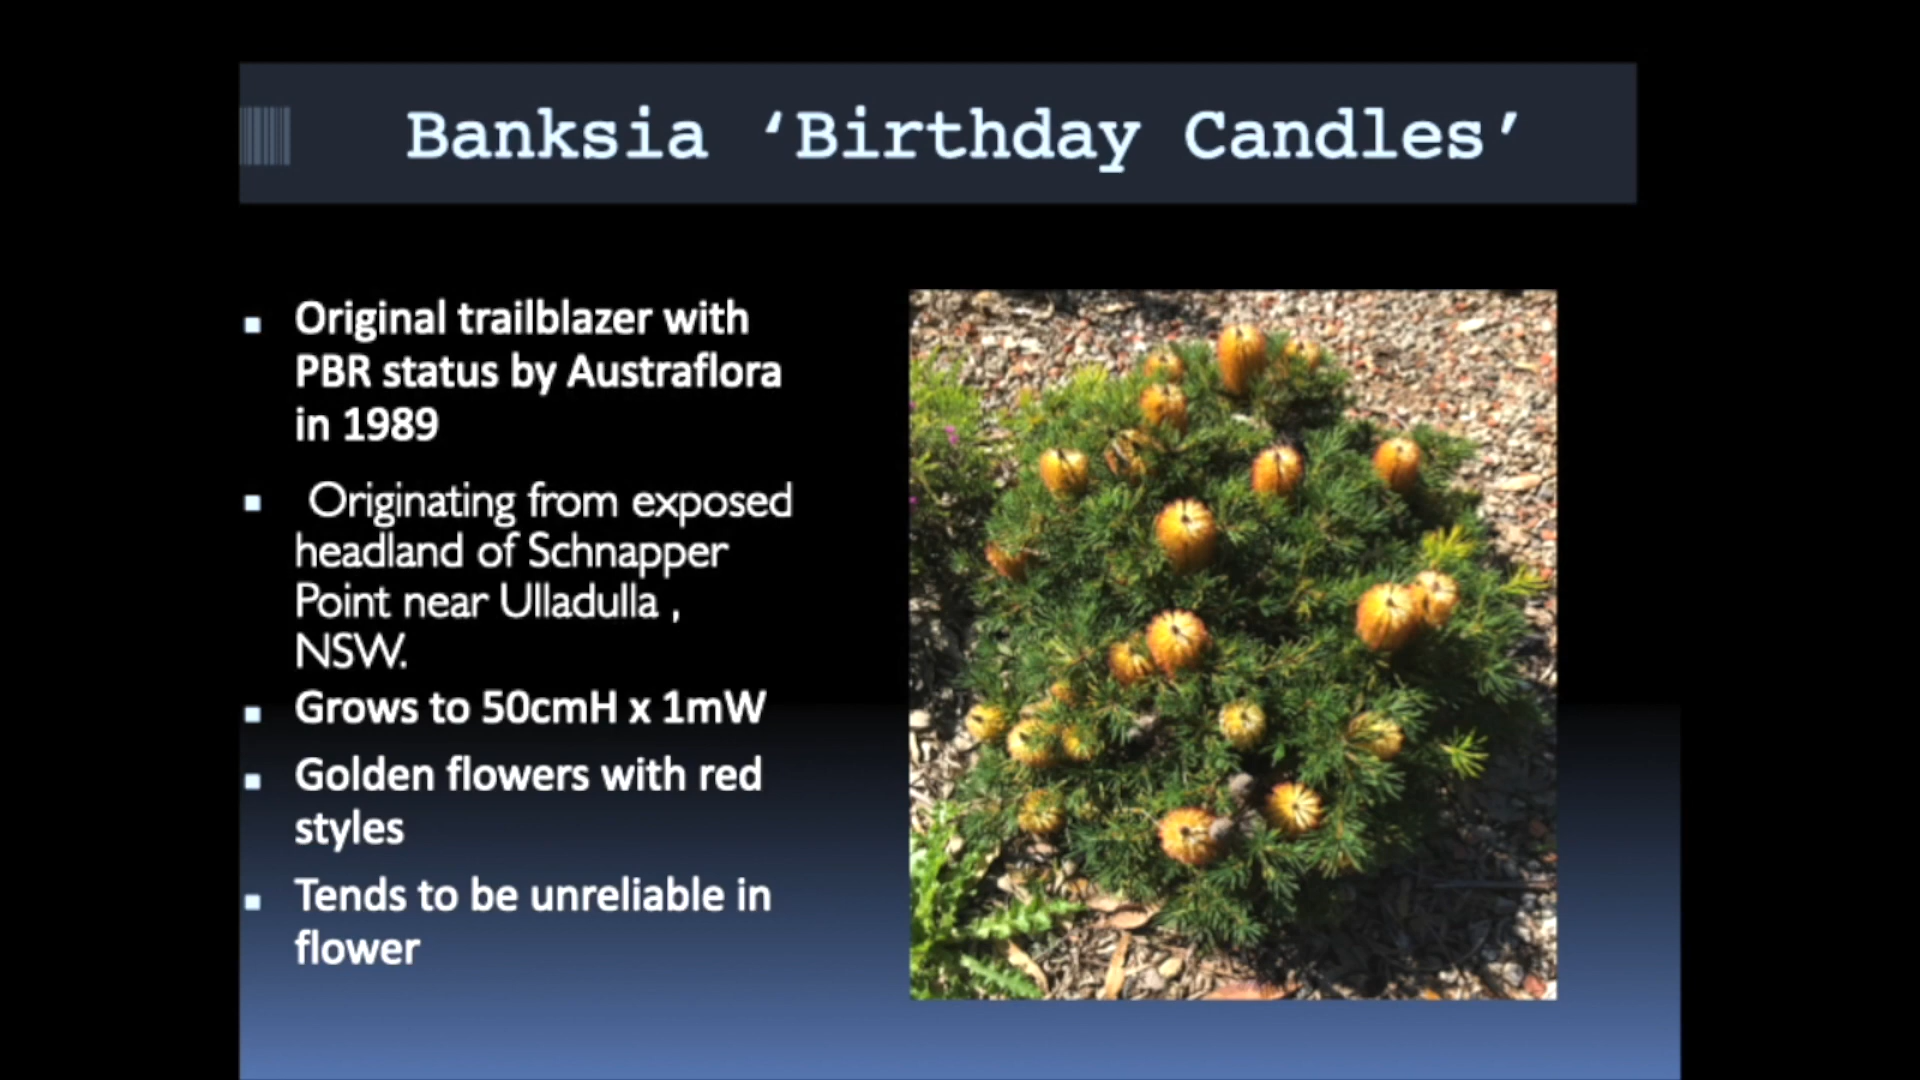 Banksia ‘Birthday Candles’
Original trailblazer with
PBR status by Austraflora
in 1989
Originating from exposed
headland of Schnapper
Point near Ulladulla ,
NSW.
Grows to 50cmH x 1mW
Golden flowers with red
styles
Tends to be unreliable in
flower